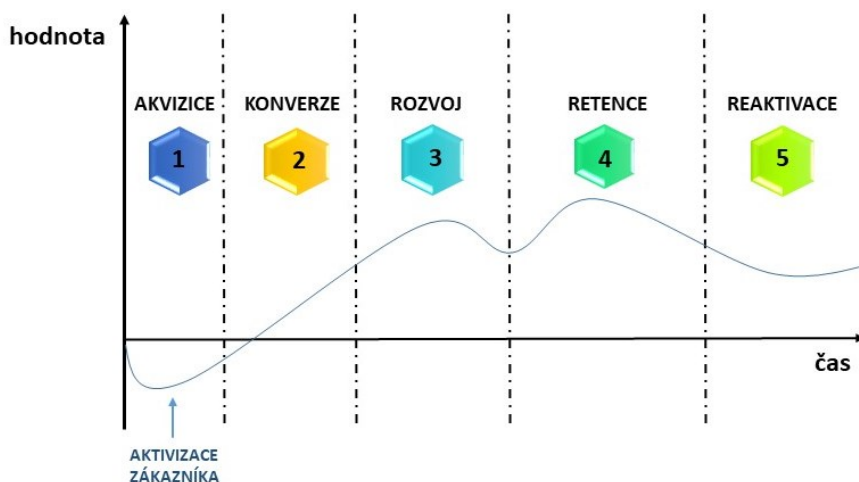 hodnota
AKVIZICE
KONVERZE
ROZVOJ
RETENCE
REAKTIVACE
1
2
3
4
5
čas
AKTIVIZACE
ZÁKAZNÍKA